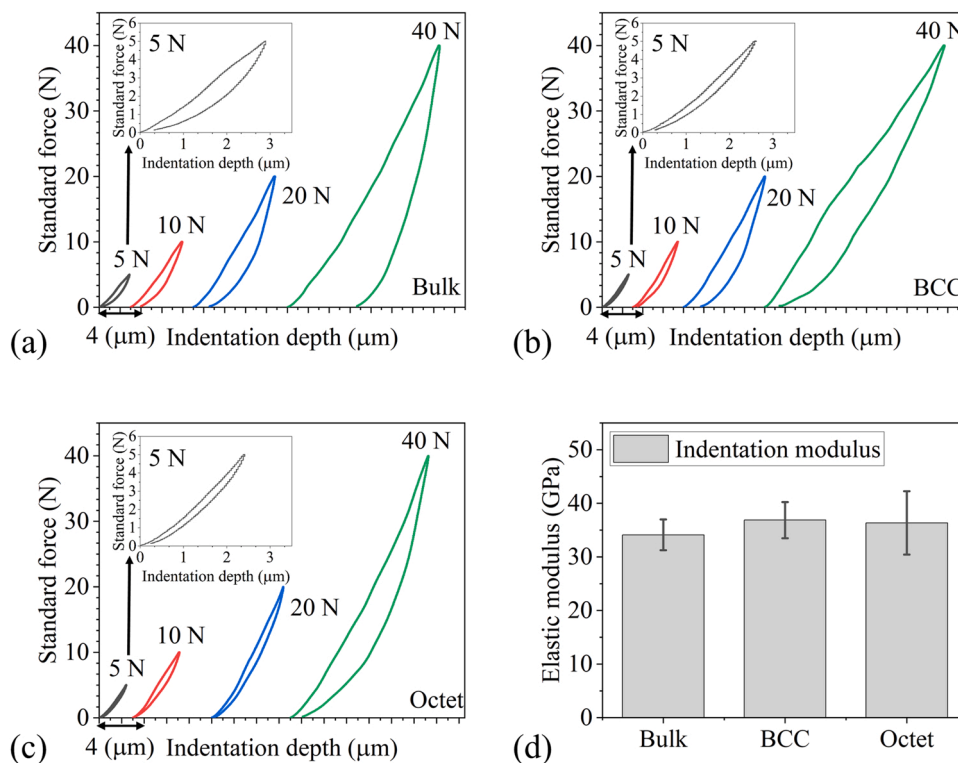 40 N
5 N
Standard force (N)
6
5
4
3
2
1
0
0 1 2 3
Indentation depth (μm)
Standard force (N)
40
30
20
10
0
20 N
10 N
5 N
Bulk
(a)
4 (μm)
Indentation depth (μm)
40 N
5 N
Standard force (N)
6
5
4
3
2
1
0
0 1 2 3
Indentation depth (μm)
Standard force (N)
40
30
20
10
0
20 N
10 N
5 N
BCC
(b)
4 (μm)
Indentation depth (μm)
40 N
5 N
Standard force (N)
6
5
4
3
2
1
0
0 1 2 3
Indentation depth (μm)
Standard force (N)
40
30
20
10
0
20 N
10 N
5 N
Octet
(c)
4 (μm)
Indentation depth (μm)
Indentation modulus
Elastic modulus (GPa)
50
40
30
20
10
0
Bulk BCC Octet
(d)